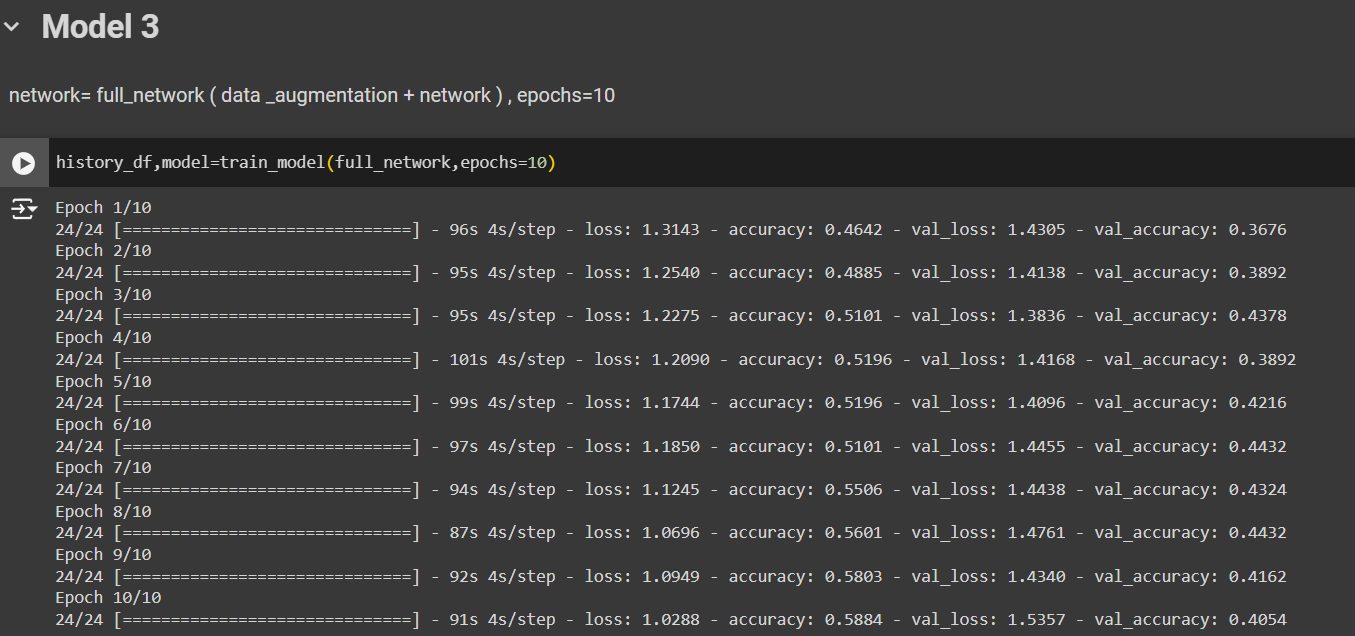 Model 3
network= full_network ( data _augmentation + network ) , epochs=10
history_df,model=train_model(full_network,epochs=10)
Epoch 1/10
24/24 [==============================] - 96s 4s/step - loss: 1.3143 - accuracy: 0.4642 - val_loss: 1.4305 - val_accuracy: 0.3676
Epoch 2/10
24/24 [==============================] - 95s 4s/step - loss: 1.2540 - accuracy: 0.4885 - val_loss: 1.4138 - val_accuracy: 0.3892
Epoch 3/10
24/24 [==============================] - 95s 4s/step - loss: 1.2275 - accuracy: 0.5101 - val_loss: 1.3836 - val_accuracy: 0.4378
Epoch 4/10
24/24 [==============================] - 101s 4s/step - loss: 1.2090 - accuracy: 0.5196 - val_loss: 1.4168 - val_accuracy: 0.3892
Epoch 5/10
24/24 [==============================] - 99s 4s/step - loss: 1.1744 - accuracy: 0.5196 - val_loss: 1.4096 - val_accuracy: 0.4216
Epoch 6/10
24/24 [==============================] - 97s 4s/step - loss: 1.1850 - accuracy: 0.5101 - val_loss: 1.4455 - val_accuracy: 0.4432
Epoch 7/10
24/24 [==============================] - 94s 4s/step - loss: 1.1245 - accuracy: 0.5506 - val_loss: 1.4438 - val_accuracy: 0.4324
Epoch 8/10
24/24 [==============================] - 87s 4s/step - loss: 1.0696 - accuracy: 0.5601 - val_loss: 1.4761 - val_accuracy: 0.4432
Epoch 9/10
24/24 [==============================] - 92s 4s/step - loss: 1.0949 - accuracy: 0.5803 - val_loss: 1.4340 - val_accuracy: 0.4162
Epoch 10/10
24/24 [==============================] - 91s 4s/step - loss: 1.0288 - accuracy: 0.5884 - val_loss: 1.5357 - val_accuracy: 0.4054